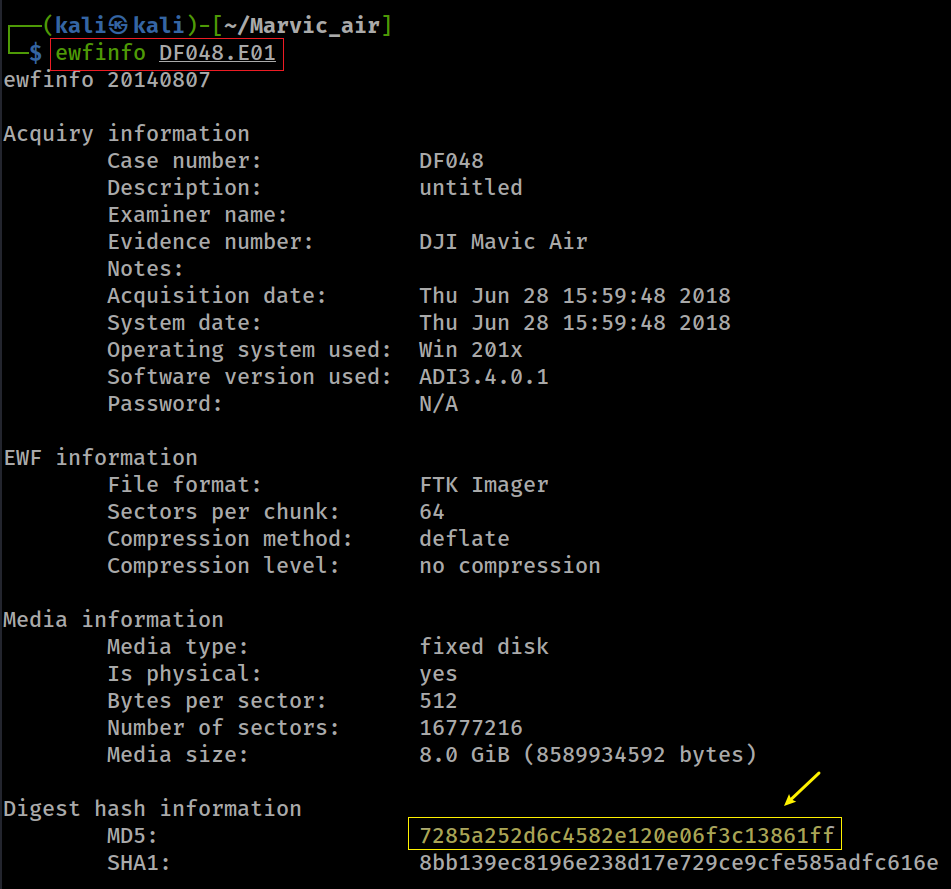 ┌──(kali㉿kali)-[~/Marvic_air]
└─$ ewfinfo DF048.E01
ewfinfo 20140807
Acquiry information
Case number: DF048
Description: untitled
Examiner name:
Evidence number: DJI Mavic Air
Notes:
Acquisition date: Thu Jun 28 15:59:48 2018
System date: Thu Jun 28 15:59:48 2018
Operating system used: Win 201x
Software version used: ADI3.4.0.1
Password: N/A
EWF information
File format: FTK Imager
Sectors per chunk: 64
Compression method: deflate
Compression level: no compression
Media information
Media type: fixed disk
Is physical: yes
Bytes per sector: 512
Number of sectors: 16777216
Media size: 8.0 GiB (8589934592 bytes)
Digest hash information
MD5: 7285a252d6c4582e120e06f3c13861ff
SHA1: 8bb139ec8196e238d17e729ce9cfe585adfc616e